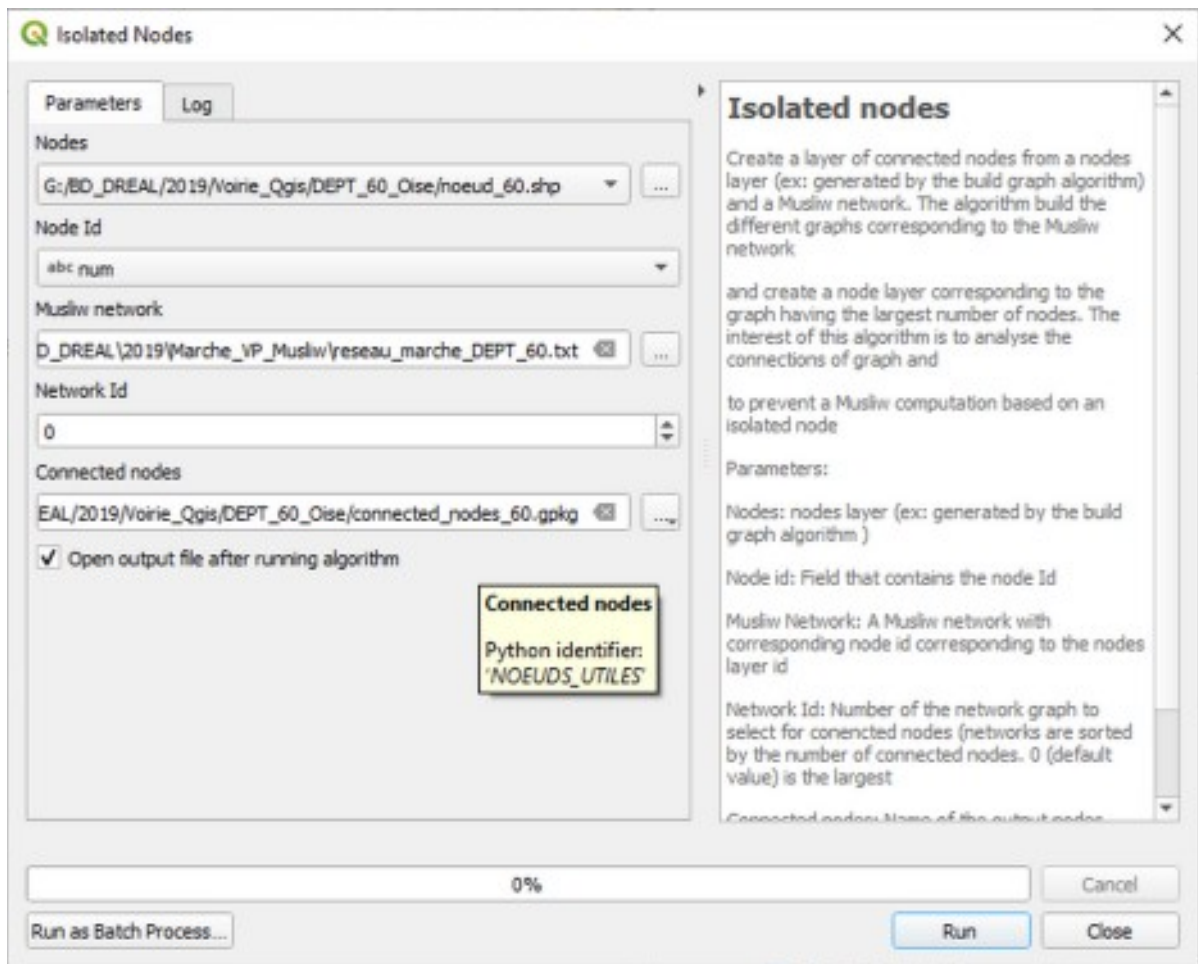 Isolated Nodes
Parameters
Log
Nodes
G:/BD_DREAL/2019/Voirie_Qgis/DEPT_60_Oise/noeud_60.shp
...
Node Id
abc num
Musliw network
D_DREAL\2019\Marche_VP_Musliw\reseau_marche_DEPT_60.txt
...
Network Id
0
Connected nodes
EAL/2019/Voirie_Qgis/DEPT_60_Oise/connected_nodes_60.gpkg
...
Open output file after running algorithm
Connected nodes
Python identifier:
'NOEUDS_UTILES'
Isolated nodes
Create a layer of connected nodes from a nodes
layer (ex: generated by the build graph algorithm)
and a Musliw network. The algorithm build the
different graphs corresponding to the Musliw
network
and create a node layer corresponding to the
graph having the largest number of nodes. The
interest of this algorithm is to analyse the
connections of graph and
to prevent a Musliw computation based on an
isolated node
Parameters:
Nodes: nodes layer (ex: generated by the build
graph algorithm )
Node id: Field that contains the node Id
Musliw Network: A Musliw network with
corresponding node id corresponding to the nodes
layer id
Network Id: Number of the network graph to
select for conencted nodes (networks are sorted
by the number of connected nodes. 0 (default
value) is the largest
Connected nodes: Name of the output nodes
0%
Cancel
Run as Batch Process...
Run
Close